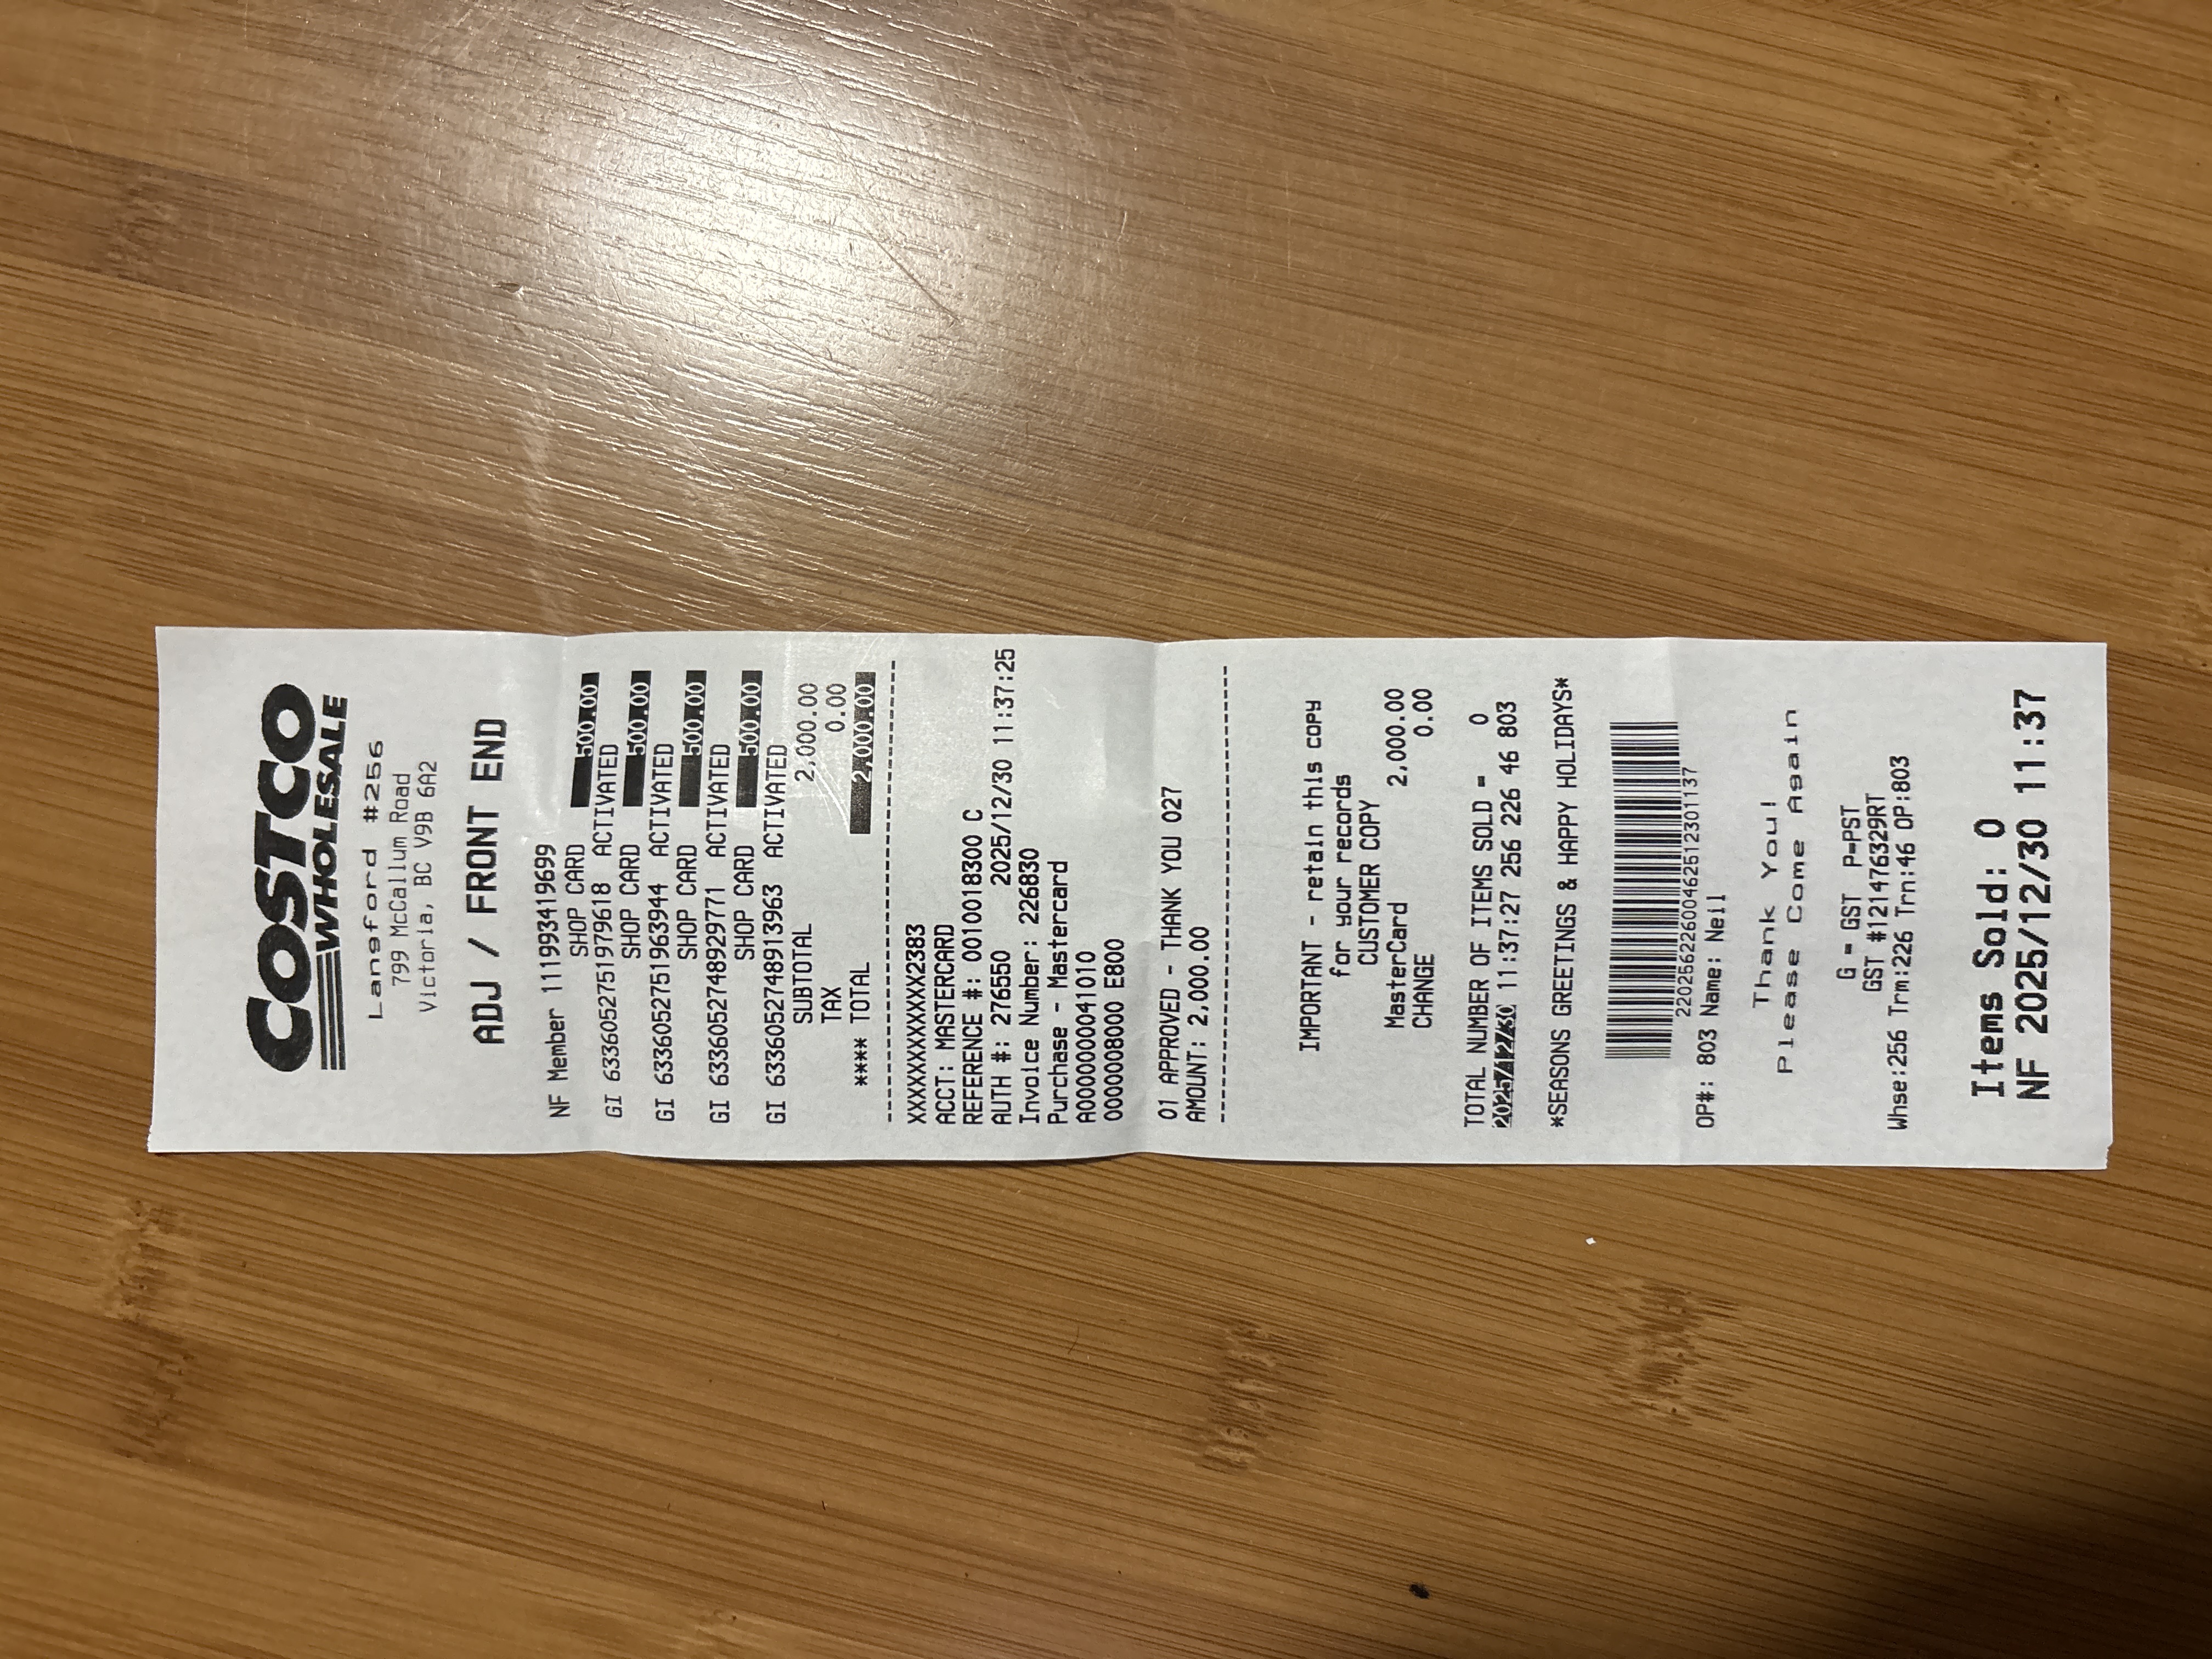 COSTCO
WHOLESALE
Langford #256
799 McCallum Road
Victoria, BC V9B 6A2
ADJ / FRONT END
NF Member 111993419699
SHOP CARD 500.00
GI 6336052751979618 ACTIVATED
SHOP CARD 500.00
GI 6336052751963944 ACTIVATED
SHOP CARD 500.00
GI 6336052748929771 ACTIVATED
SHOP CARD 500.00
GI 6336052748913963 ACTIVATED
SUBTOTAL 2,000.00
TAX 0.00
**** TOTAL 2,000.00
XXXXXXXXXXXX2383
ACCT: MASTERCARD
REFERENCE #: 0010018300 C
AUTH #: 276550 2025/12/30 11:37:25
Invoice Number: 226830
Purchase - Mastercard
A0000000041010
0000008000 E800
01 APPROVED - THANK YOU 027
AMOUNT: 2,000.00
IMPORTANT - retain this copy
for your records
CUSTOMER COPY
MasterCard 2,000.00
CHANGE 0.00
TOTAL NUMBER OF ITEMS SOLD = 0
2025/12/30 11:37:27 256 226 46 803
*SEASONS GREETINGS & HAPPY HOLIDAYS*
22025622600462512301137
OP#: 803 Name: Neil
Thank You!
Please Come Again
G = GST P=PST
GST #121476329RT
Whse:256 Trm:226 Trn:46 OP:803
Items Sold: 0
NF 2025/12/30 11:37